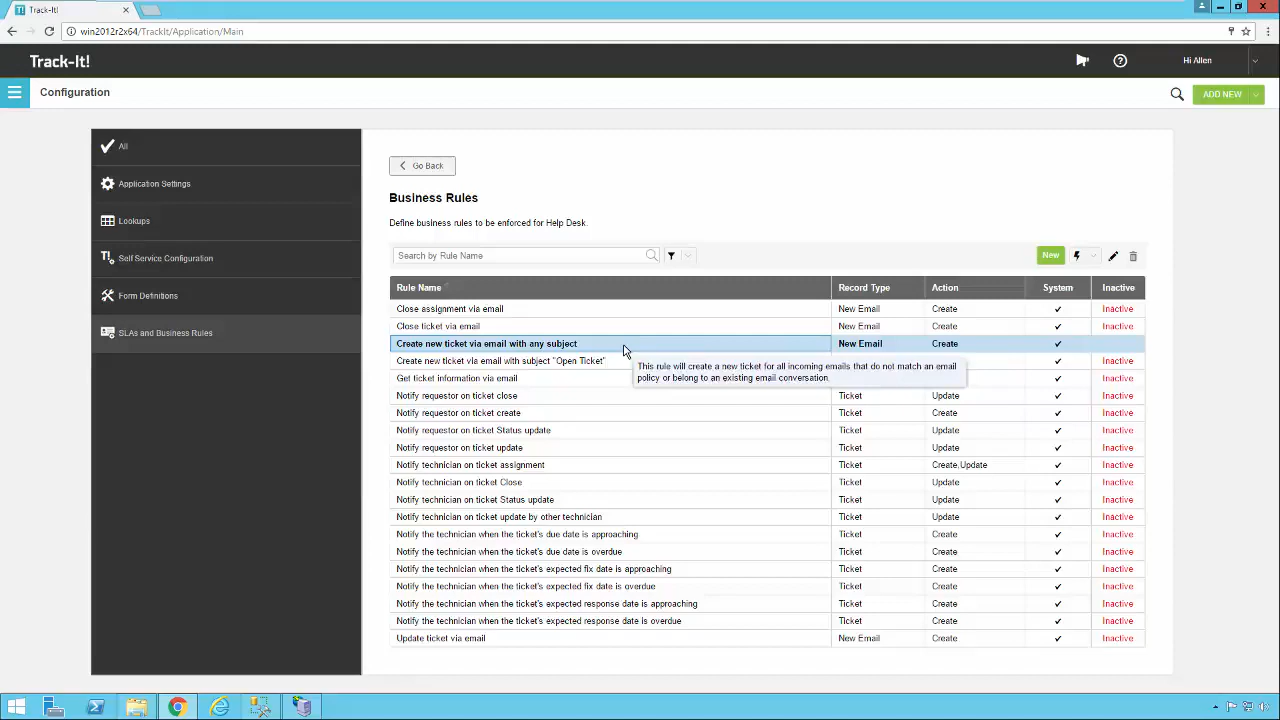 Track-It!
win2012r2x64/TrackIt/Application/Main
Track-It!
Hi Allen
Configuration
ADD NEW
All
Application Settings
Lookups
Self Service Configuration
Form Definitions
SLAs and Business Rules
Go Back
Business Rules
Define business rules to be enforced for Help Desk.
Search by Rule Name
New
Rule Name Record Type Action System Inactive
Close assignment via email New Email Create ✔ Inactive
Close ticket via email New Email Create ✔ Inactive
Create new ticket via email with any subject New Email Create ✔
Create new ticket via email with subject "Open Ticket" ✔ Inactive
This rule will create a new ticket for all incoming emails that do not match an email
policy or belong to an existing email conversation.
Get ticket information via email ✔ Inactive
Notify requestor on ticket close Ticket Update ✔ Inactive
Notify requestor on ticket create Ticket Create ✔ Inactive
Notify requestor on ticket Status update Ticket Update ✔ Inactive
Notify requestor on ticket update Ticket Update ✔ Inactive
Notify technician on ticket assignment Ticket Create,Update ✔ Inactive
Notify technician on ticket Close Ticket Update ✔ Inactive
Notify technician on ticket Status update Ticket Update ✔ Inactive
Notify technician on ticket update by other technician Ticket Update ✔ Inactive
Notify the technician when the ticket's due date is approaching Ticket Create ✔ Inactive
Notify the technician when the ticket's due date is overdue Ticket Create ✔ Inactive
Notify the technician when the ticket's expected fix date is approaching Ticket Create ✔ Inactive
Notify the technician when the ticket's expected fix date is overdue Ticket Create ✔ Inactive
Notify the technician when the ticket's expected response date is approaching Ticket Create ✔ Inactive
Notify the technician when the ticket's expected response date is overdue Ticket Create ✔ Inactive
Update ticket via email New Email Create ✔ Inactive